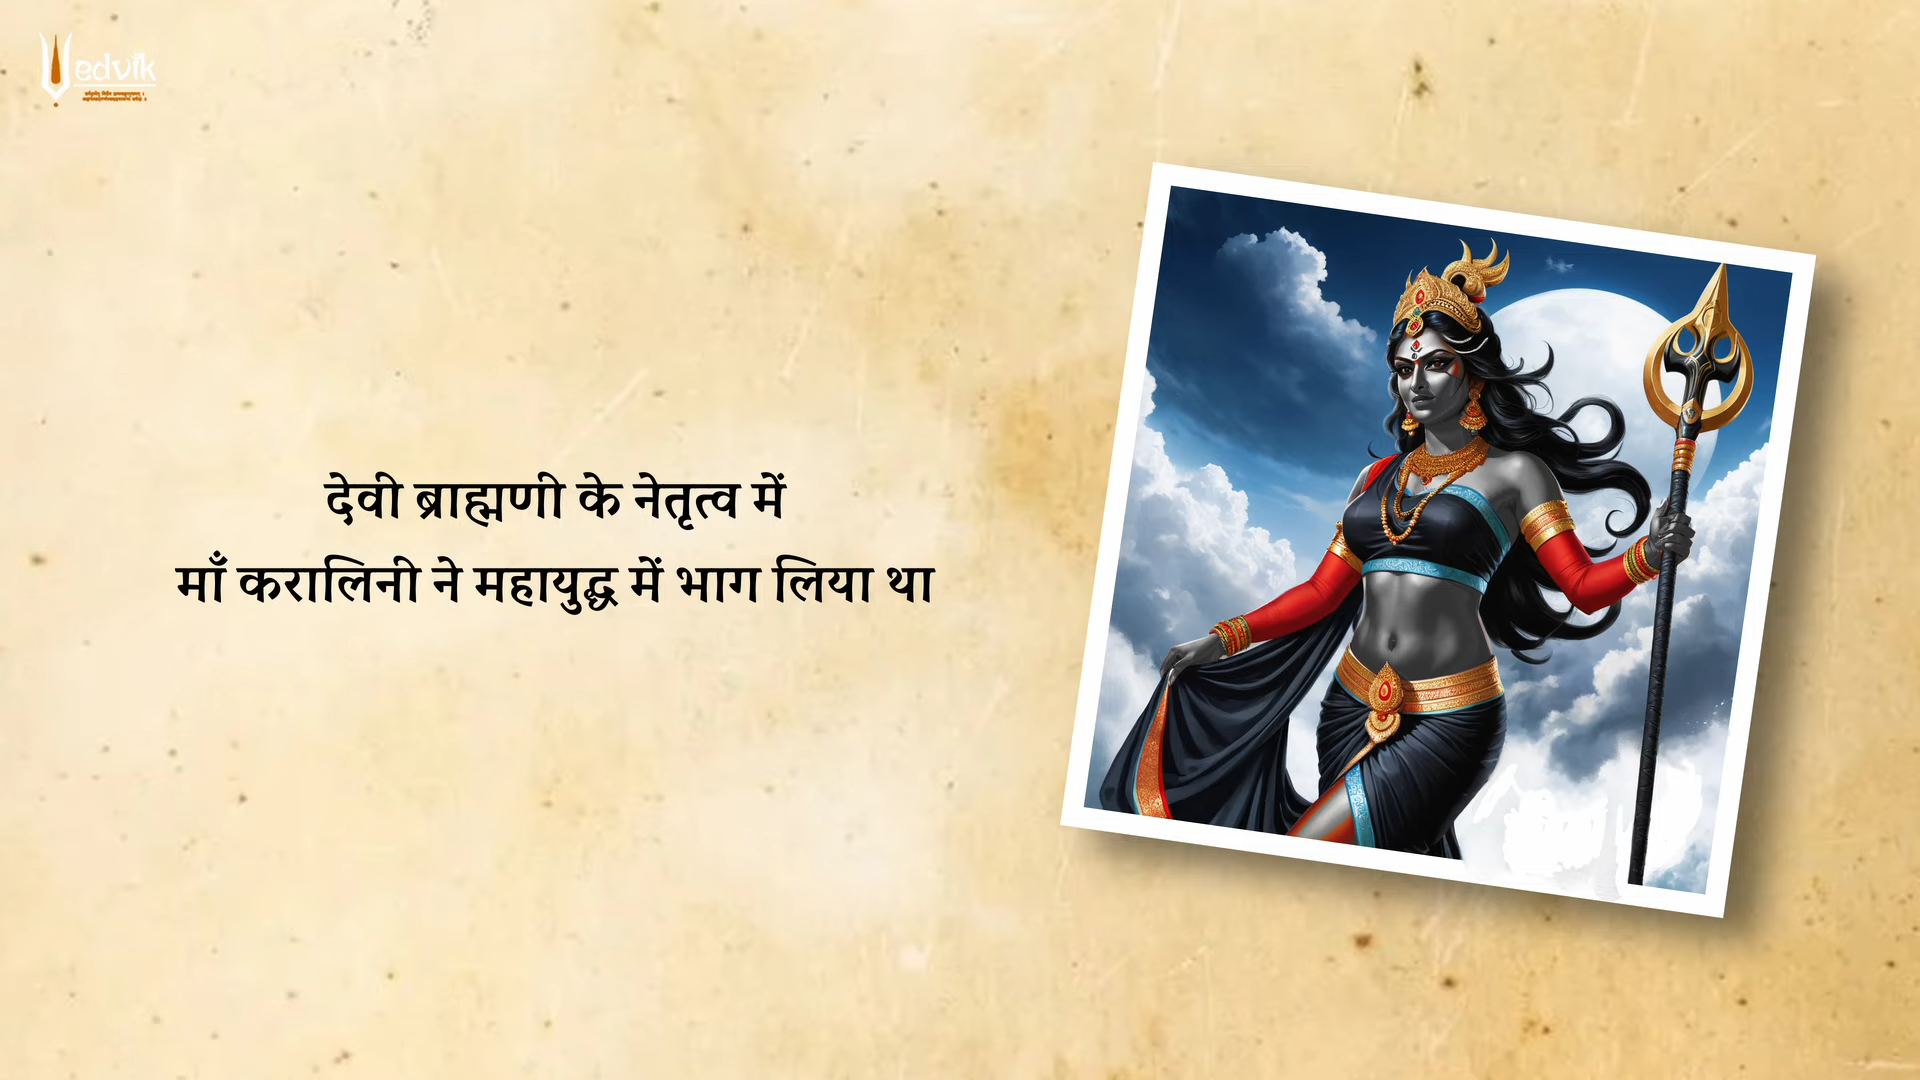 Vedvik
देवी ब्राह्मणी के नेतृत्व में
माँ करालिनी ने महायुद्ध में भाग लिया था